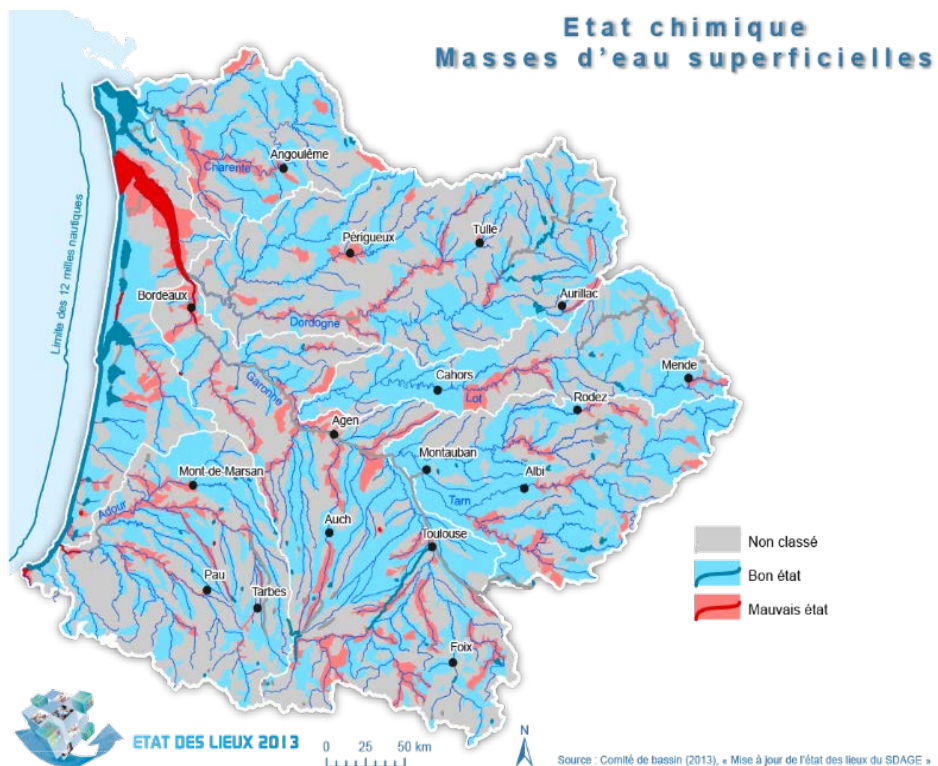 Etat chimique
Masses d'eau superficielles
Limite des 12 milles nautiques
Angoulême
Charente
Périgueux
Tulle
Bordeaux
Aurillac
Dordogne
Cahors
Mende
Garonne
Lot
Rodez
Agen
Montauban
Mont-de-Marsan
Albi
Tarn
Adour
Auch
Toulouse
Pau
Tarbes
Foix
Non classé
Bon état
Mauvais état
ETAT DES LIEUX 2013
0 25 50 km
N
Source : Comité de bassin (2013), « Mise à jour de l'état des lieux du SDAGE »